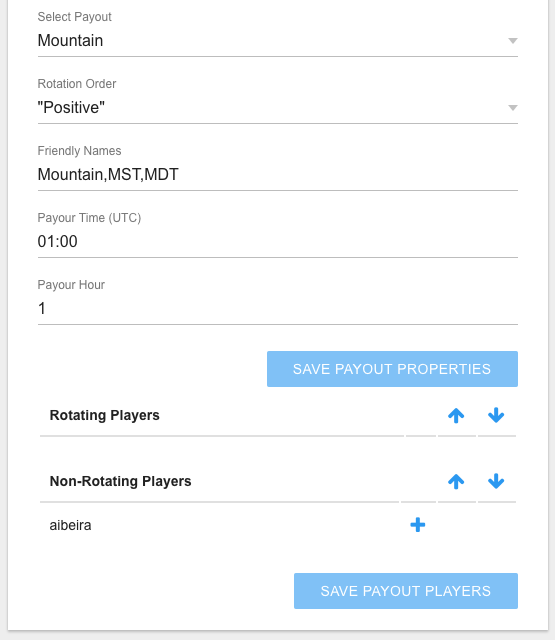 Select Payout
Mountain
Rotation Order
"Positive"
Friendly Names
Mountain,MST,MDT
Payour Time (UTC)
01:00
Payour Hour
1
SAVE PAYOUT PROPERTIES
Rotating Players
Non-Rotating Players
aibeira
SAVE PAYOUT PLAYERS